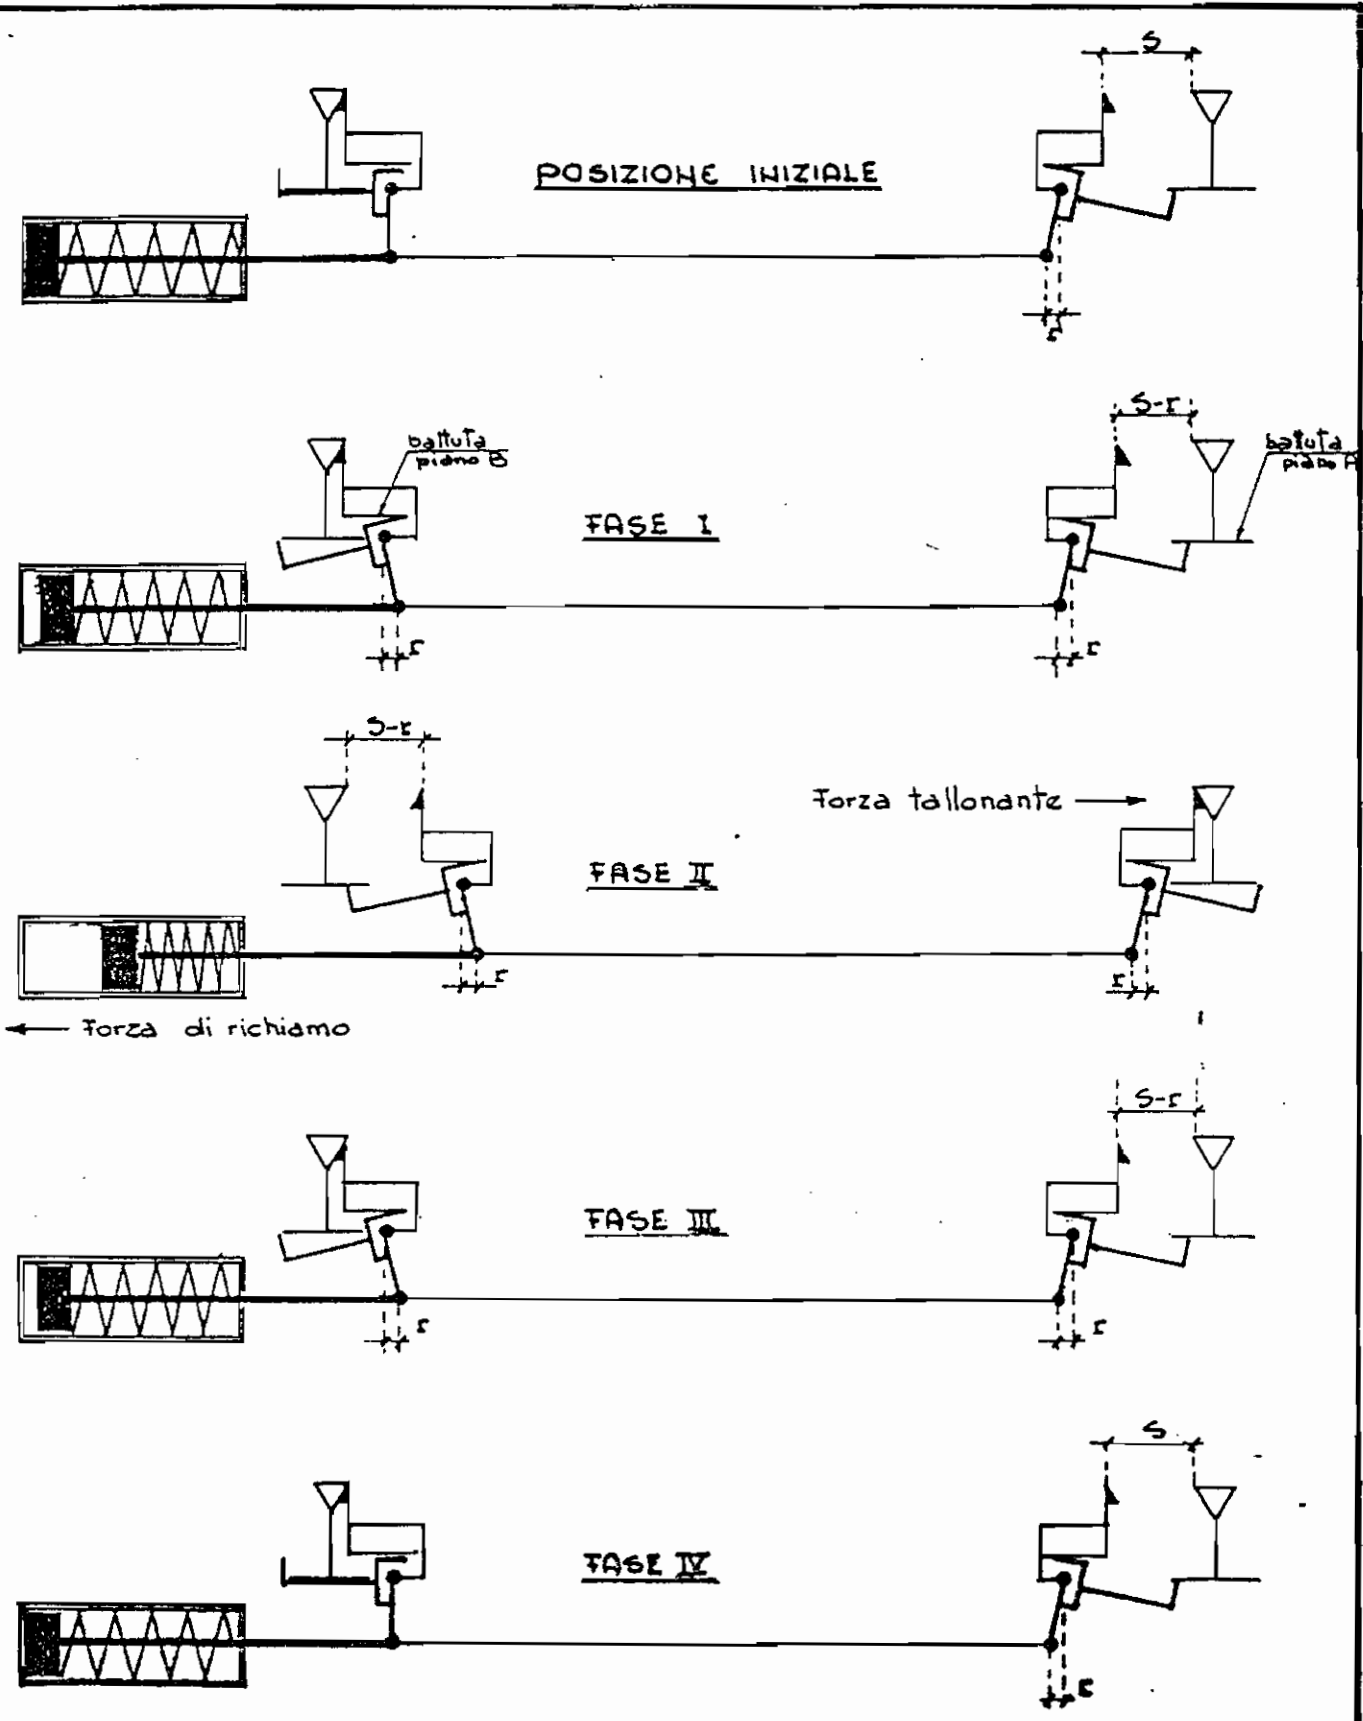 S
POSIZIONE INIZIALE
r
S-r
battuta
piano B
battuta
piano A
FASE I
r
r
S-r
Forza tallonante
FASE II
r
r
Forza di richiamo
S-r
FASE III
r
r
S
FASE IV
r